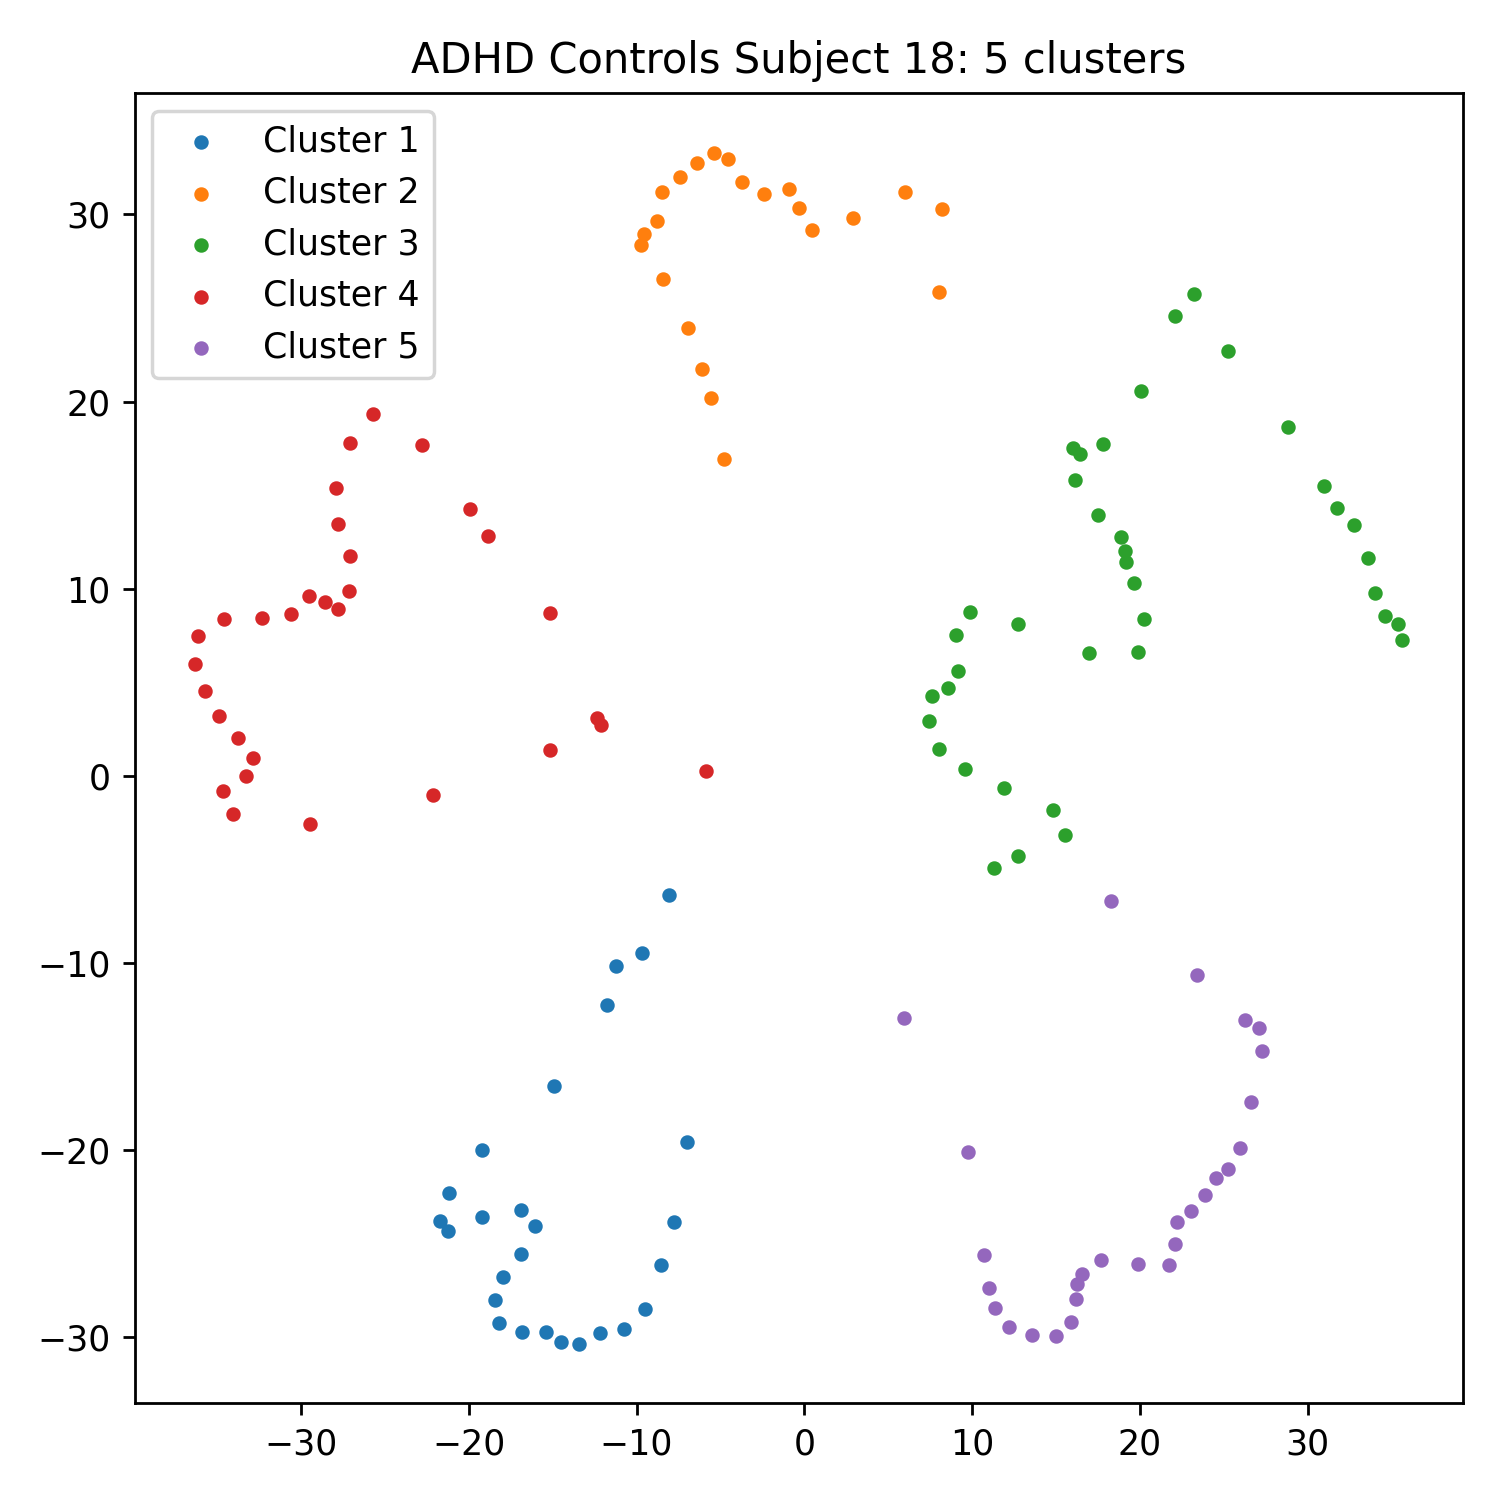 ADHD Controls Subject 18: 5 clusters
Cluster 1
Cluster 2
Cluster 3
Cluster 4
Cluster 5
30
20
10
0
−10
−20
−30
−30 −20 −10 0 10 20 30